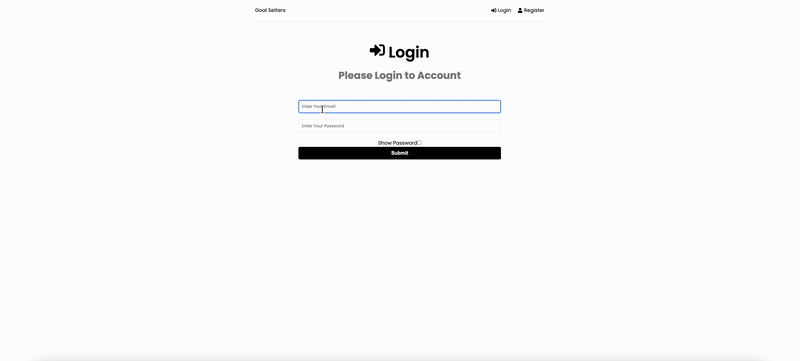 Goal Setters Login Register
Login
Please Login to Account
Enter Your Email
Enter Your Password
Show Password
Submit